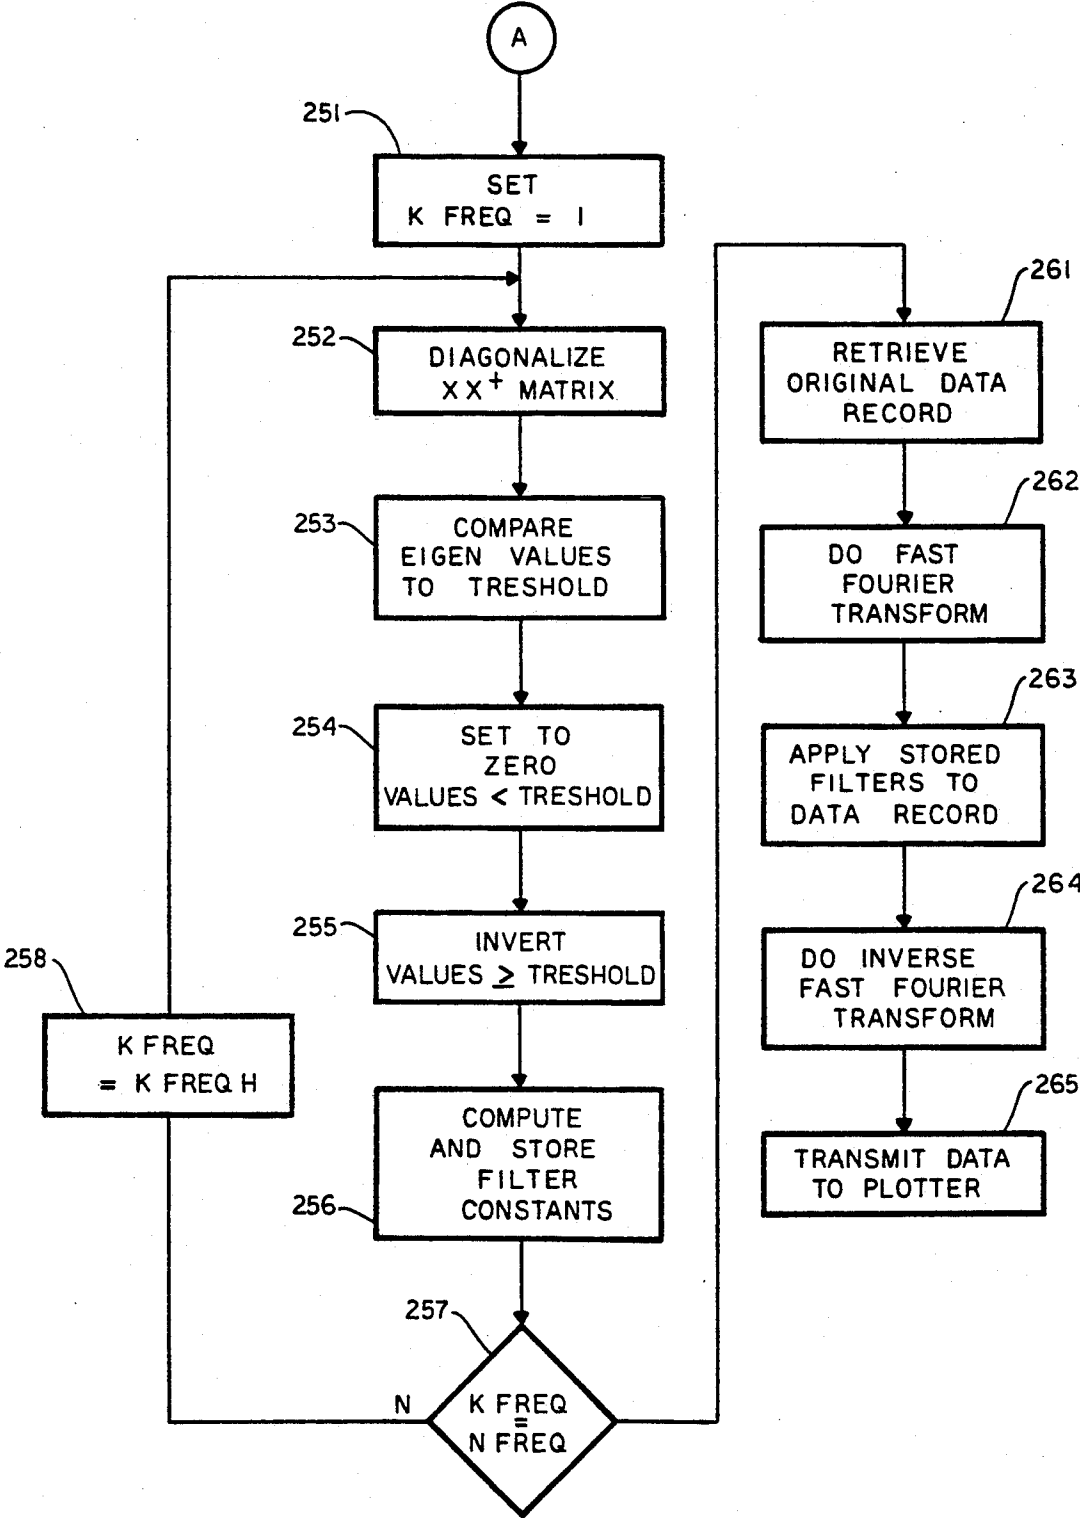 A
251
SET
K FREQ = 1
252
DIAGONALIZE
XX+ MATRIX
253
COMPARE
EIGEN VALUES
TO TRESHOLD
254
SET TO
ZERO
VALUES < TRESHOLD
255
INVERT
VALUES ≥ TRESHOLD
256
COMPUTE
AND STORE
FILTER
CONSTANTS
257
K FREQ
=
N FREQ
N
258
K FREQ
= K FREQ H
261
RETRIEVE
ORIGINAL DATA
RECORD
262
DO FAST
FOURIER
TRANSFORM
263
APPLY STORED
FILTERS TO
DATA RECORD
264
DO INVERSE
FAST FOURIER
TRANSFORM
265
TRANSMIT DATA
TO PLOTTER